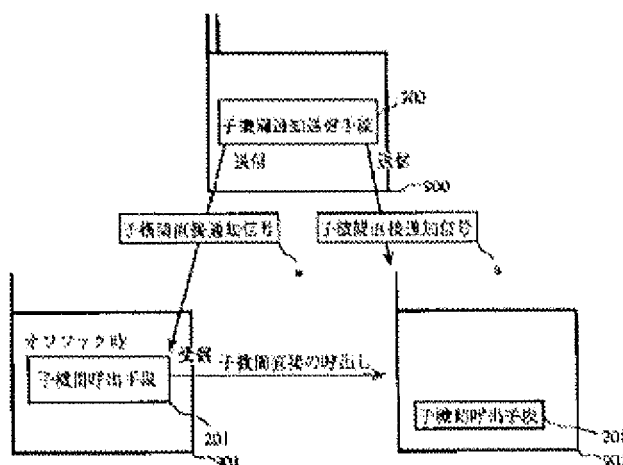 子機間通知送信手段
送信
送信
子機間直接通知信号
子機間直接通知信号
オフフック時
受信
子機間直接の呼出し
子機間呼出手段
子機間呼出手段
201